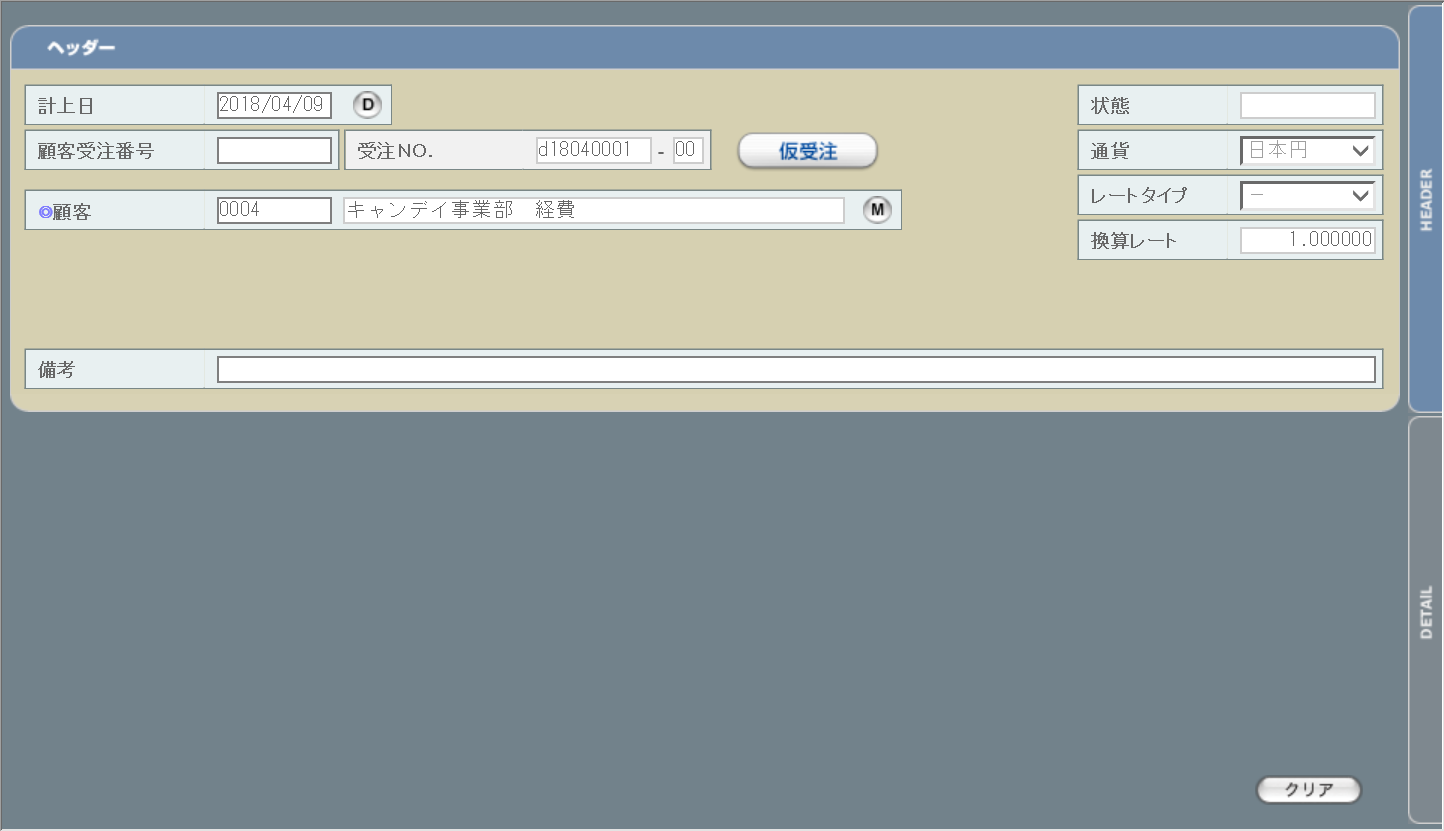 ヘッダー
計上日 2018/04/09 D
状態
顧客受注番号 受注NO. d18040001 - 00 仮受注
通貨 日本円
レートタイプ －
◎顧客 0004 キャンデイ事業部　経費 M
換算レート 1.000000
備考
HEADER
DETAIL
クリア